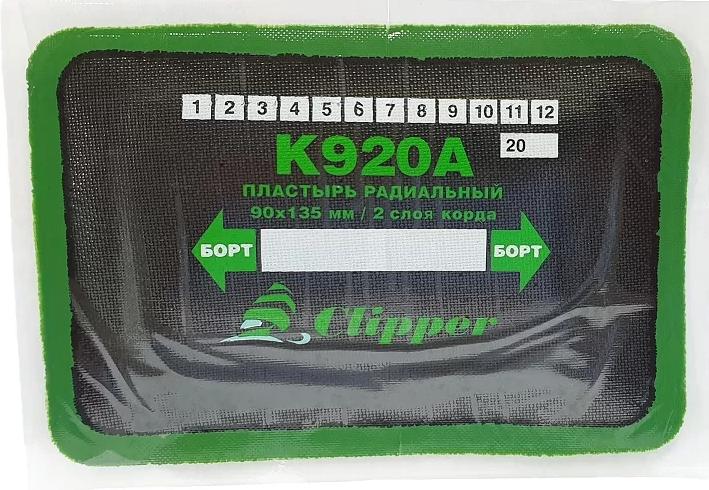 1 2 3 4 5 6 7 8 9 10 11 12
20
К920А
ПЛАСТЫРЬ РАДИАЛЬНЫЙ
90х135 мм / 2 слоя корда
БОРТ БОРТ
Clipper